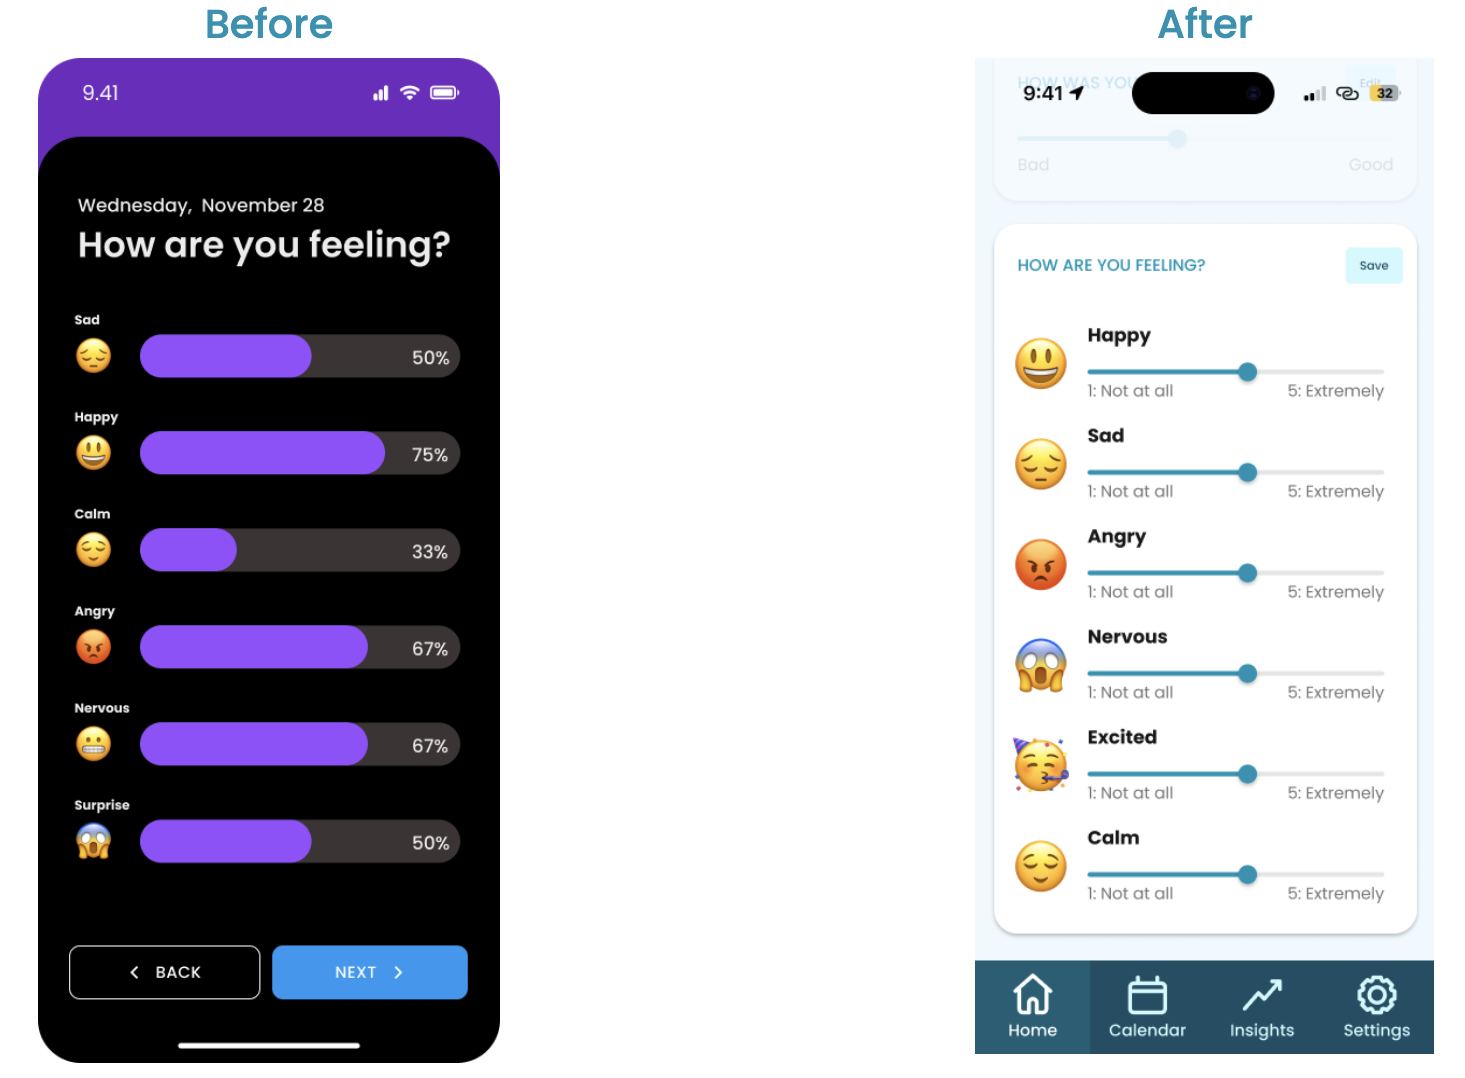 Before
9.41
Wednesday, November 28
How are you feeling?
Sad
50%
Happy
75%
Calm
33%
Angry
67%
Nervous
67%
Surprise
50%
BACK
NEXT
After
HOW WAS YOU
Edit
9:41
32
Bad
Good
HOW ARE YOU FEELING?
Save
Happy
1: Not at all
5: Extremely
Sad
1: Not at all
5: Extremely
Angry
1: Not at all
5: Extremely
Nervous
1: Not at all
5: Extremely
Excited
1: Not at all
5: Extremely
Calm
1: Not at all
5: Extremely
Home
Calendar
Insights
Settings